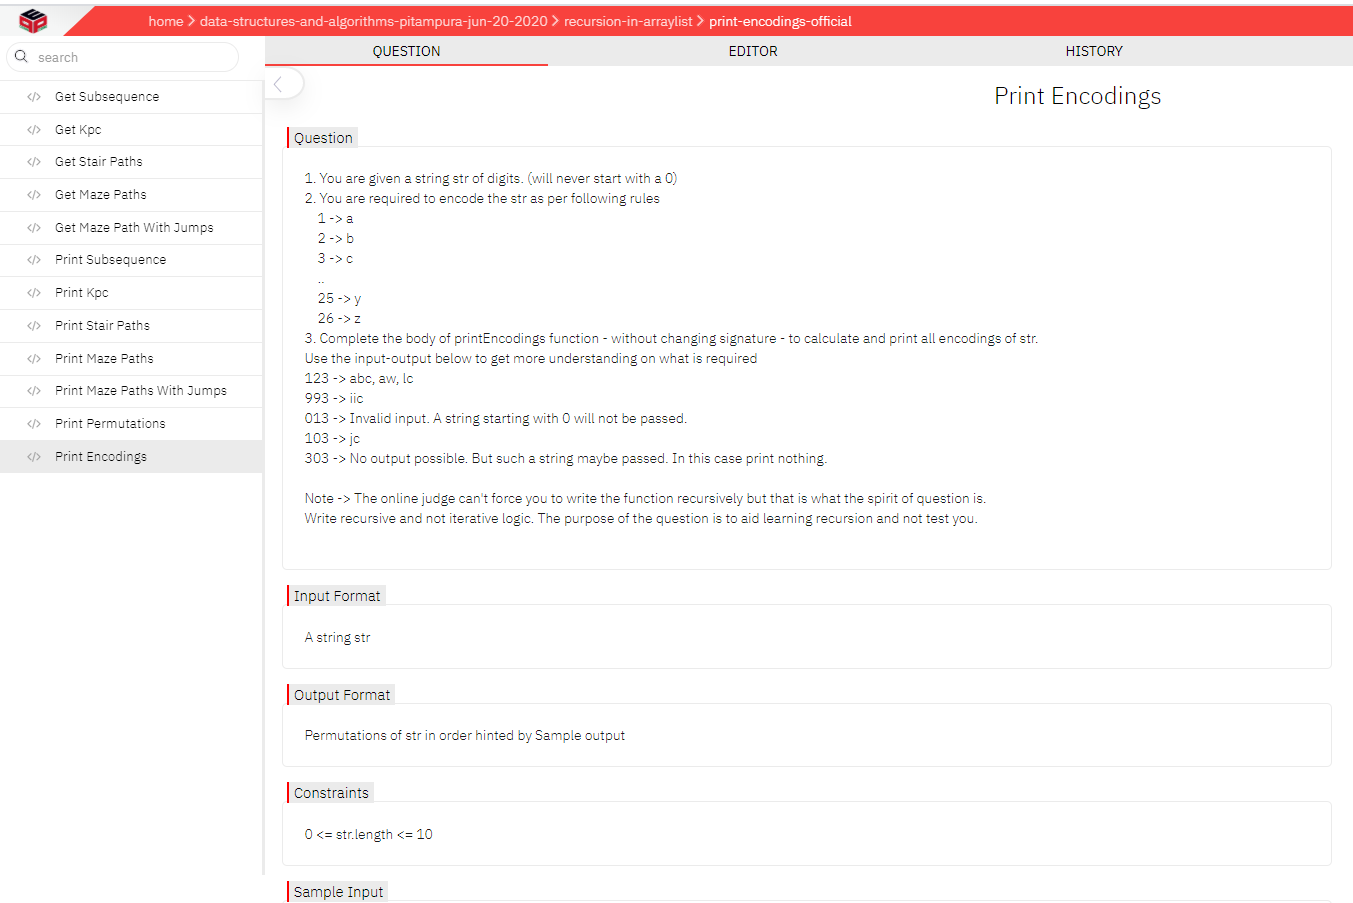 home > data-structures-and-algorithms-pitampura-jun-20-2020 > recursion-in-arraylist > print-encodings-official
search
QUESTION EDITOR HISTORY
</> Get Subsequence
</> Get Kpc
</> Get Stair Paths
</> Get Maze Paths
</> Get Maze Path With Jumps
</> Print Subsequence
</> Print Kpc
</> Print Stair Paths
</> Print Maze Paths
</> Print Maze Paths With Jumps
</> Print Permutations
</> Print Encodings
Print Encodings
Question
1. You are given a string str of digits. (will never start with a 0)
2. You are required to encode the str as per following rules
1 -> a
2 -> b
3 -> c
..
25 -> y
26 -> z
3. Complete the body of printEncodings function - without changing signature - to calculate and print all encodings of str.
Use the input-output below to get more understanding on what is required
123 -> abc, aw, lc
993 -> iic
013 -> Invalid input. A string starting with 0 will not be passed.
103 -> jc
303 -> No output possible. But such a string maybe passed. In this case print nothing.
Note -> The online judge can't force you to write the function recursively but that is what the spirit of question is.
Write recursive and not iterative logic. The purpose of the question is to aid learning recursion and not test you.
Input Format
A string str
Output Format
Permutations of str in order hinted by Sample output
Constraints
0 <= str.length <= 10
Sample Input